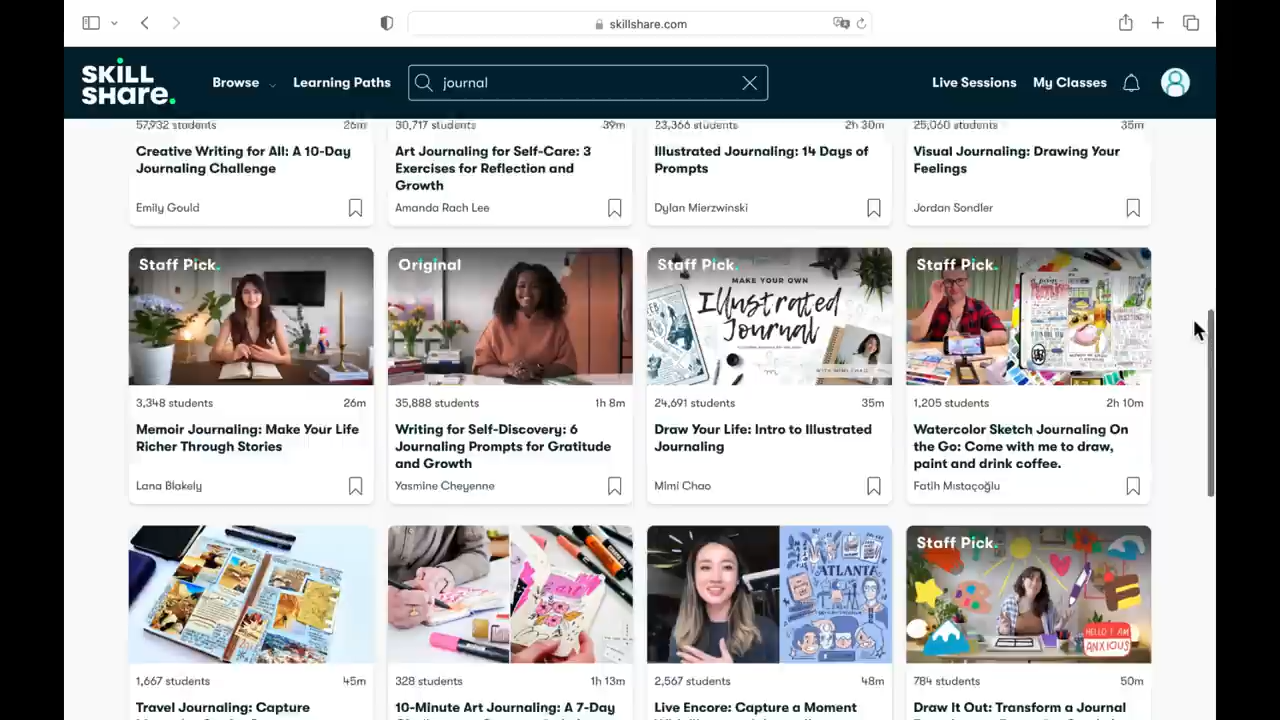 skillshare.com
SKILL
SHARE.
Browse
Learning Paths
journal
Live Sessions
My Classes
57,932 students
26m
30,717 students
39m
23,366 students
2h 30m
25,060 students
35m
Creative Writing for All: A 10-Day
Journaling Challenge
Emily Gould
Art Journaling for Self-Care: 3
Exercises for Reflection and
Growth
Amanda Rach Lee
Illustrated Journaling: 14 Days of
Prompts
Dylan Mierzwinski
Visual Journaling: Drawing Your
Feelings
Jordan Sondler
Staff Pick.
3,348 students
26m
Memoir Journaling: Make Your Life
Richer Through Stories
Lana Blakely
Original
35,888 students
1h 8m
Writing for Self-Discovery: 6
Journaling Prompts for Gratitude
and Growth
Yasmine Cheyenne
Staff Pick.
MAKE YOUR OWN
Illustrated
Journal
WITH MIMI CHAO
24,691 students
35m
Draw Your Life: Intro to Illustrated
Journaling
Mimi Chao
Staff Pick.
1,205 students
2h 10m
Watercolor Sketch Journaling On
the Go: Come with me to draw,
paint and drink coffee.
Fatih Mıstaçoğlu
1,667 students
45m
Travel Journaling: Capture
328 students
1h 13m
10-Minute Art Journaling: A 7-Day
ATLANTA
2,567 students
48m
Live Encore: Capture a Moment
Staff Pick.
HELLO I AM
ANXIOUS
784 students
50m
Draw It Out: Transform a Journal